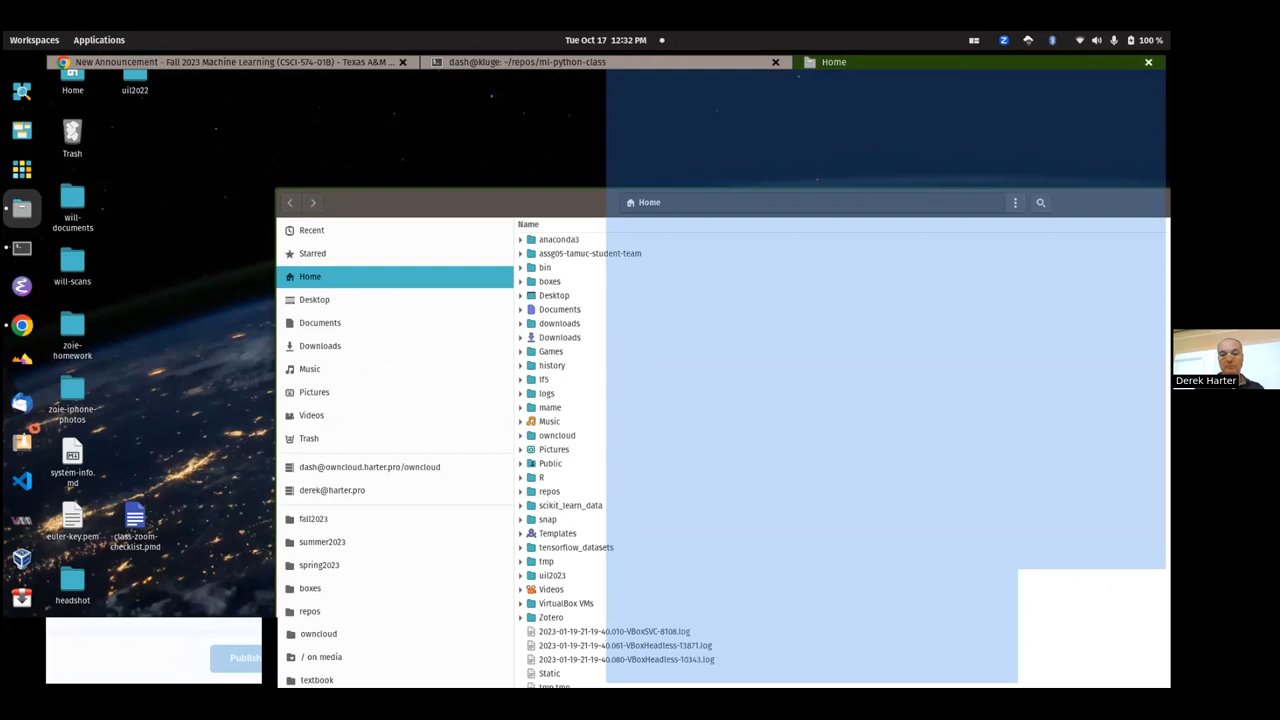 Workspaces Applications Tue Oct 17 12:32 PM 100 %
New Announcement - Fall 2023 Machine Learning (CSCI-574-01B) - Texas A&M ... dash@kluge: ~/repos/ml-python-class Home
Home uil2022
Trash
will-documents
will-scans
zoie-homework
zoie-iphone-photos
system-info.md
euler-key.pem class-zoom-checklist.pmd
headshot
Home
Recent
Starred
Home
Desktop
Documents
Downloads
Music
Pictures
Videos
Trash
dash@owncloud.harter.pro/owncloud
derek@harter.pro
fall2023
summer2023
spring2023
boxes
repos
owncloud
/ on media
textbook
Name
anaconda3
assg05-tamuc-student-team
bin
boxes
Desktop
Documents
downloads
Downloads
Games
history
lf5
logs
mame
Music
owncloud
Pictures
Public
R
repos
scikit_learn_data
snap
Templates
tensorflow_datasets
tmp
uil2023
Videos
VirtualBox VMs
Zotero
2023-01-19-21-19-40.010-VBoxSVC-8108.log
2023-01-19-21-19-40.061-VBoxHeadless-13871.log
2023-01-19-21-19-40.080-VBoxHeadless-10343.log
Static
tmp.tmp
Publish
Derek Harter